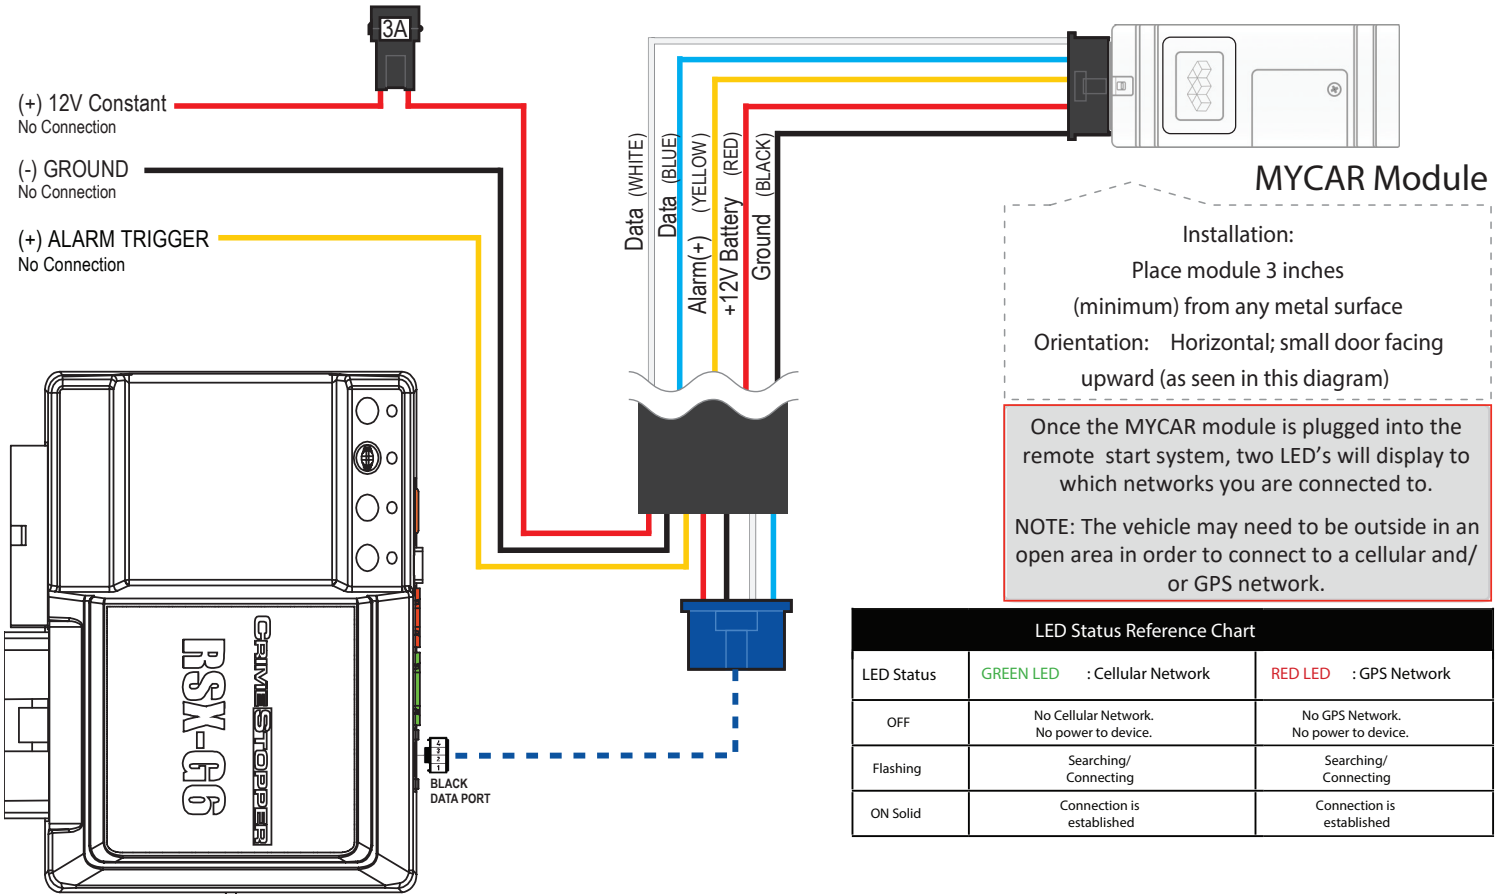 3A
(+) 12V Constant
No Connection
(-) GROUND
No Connection
(+) ALARM TRIGGER
No Connection
Data (WHITE)
Data (BLUE)
Alarm(+) (YELLOW)
+12V Battery (RED)
Ground (BLACK)
MYCAR Module
Installation:
Place module 3 inches
(minimum) from any metal surface
Orientation: Horizontal; small door facing
upward (as seen in this diagram)
Once the MYCAR module is plugged into the
remote start system, two LED's will display to
which networks you are connected to.
NOTE: The vehicle may need to be outside in an
open area in order to connect to a cellular and/
or GPS network.
CRIMESTOPPER
RSX-G6
4
3
2
1
BLACK
DATA PORT
LED Status Reference Chart
LED Status GREEN LED : Cellular Network RED LED : GPS Network
OFF
No Cellular Network.
No power to device.
No GPS Network.
No power to device.
Flashing
Searching/
Connecting
Searching/
Connecting
ON Solid
Connection is
established
Connection is
established